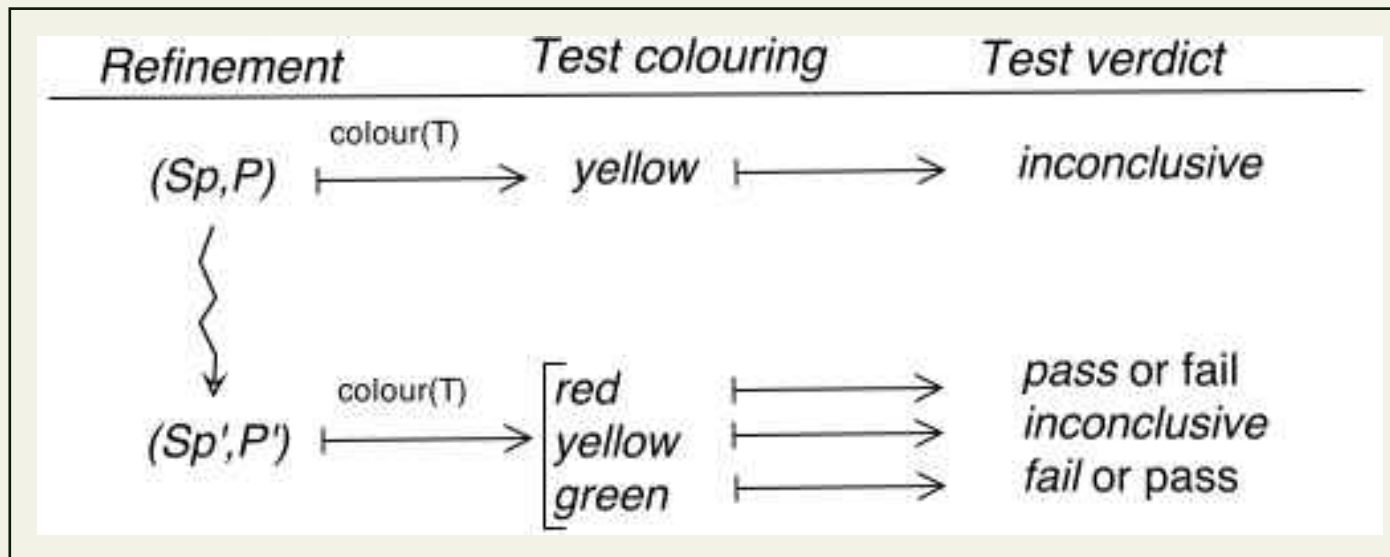 Refinement Test colouring Test verdict
(Sp,P) colour(T) yellow inconclusive
red pass or fail
(Sp',P') colour(T) yellow inconclusive
green fail or pass